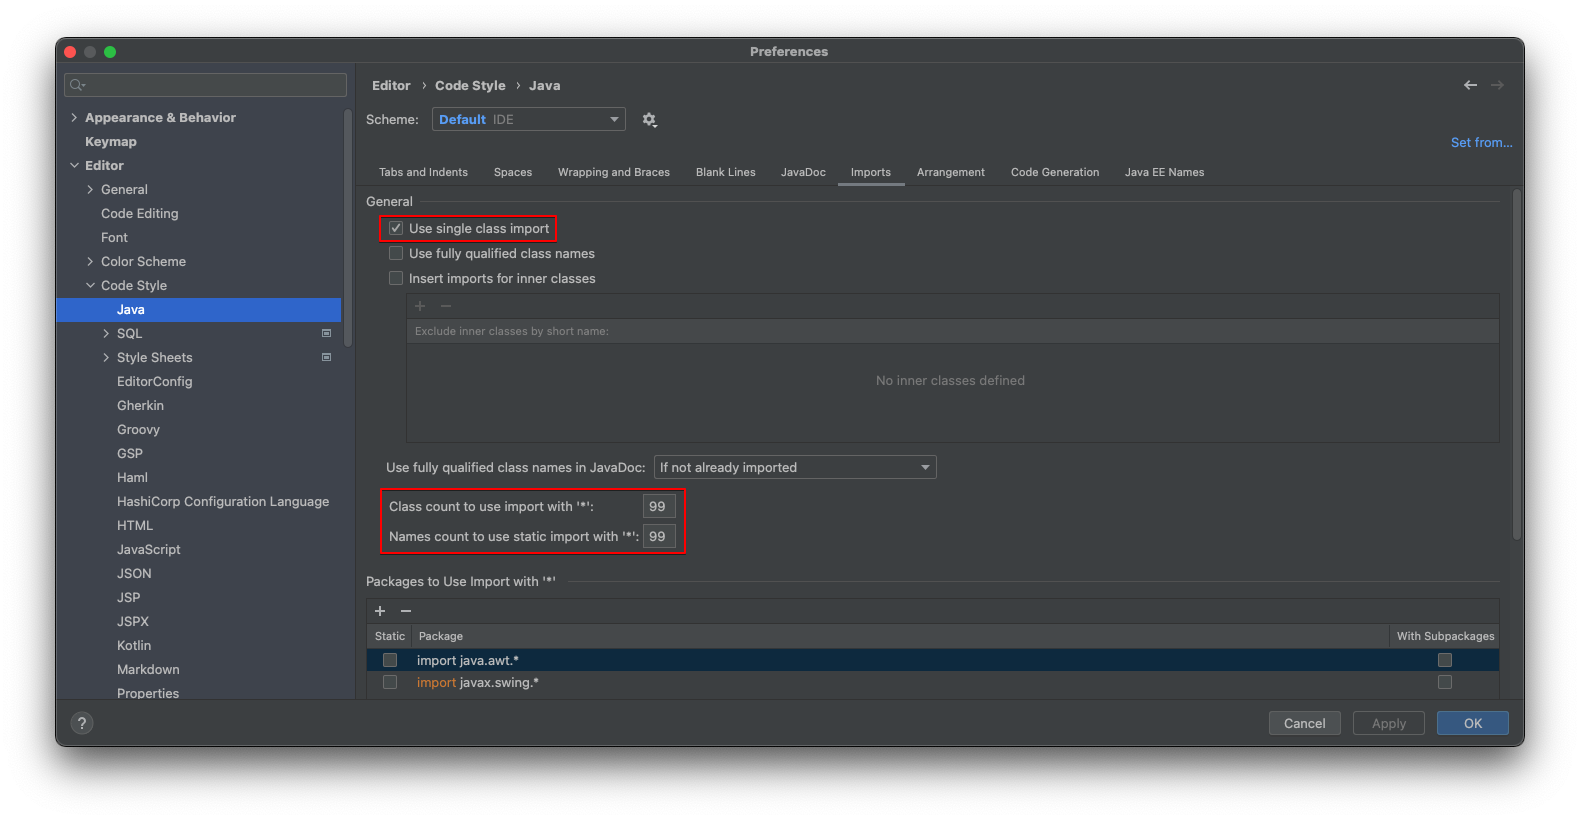 Preferences
Appearance & Behavior
Keymap
Editor
General
Code Editing
Font
Color Scheme
Code Style
Java
SQL
Style Sheets
EditorConfig
Gherkin
Groovy
GSP
Haml
HashiCorp Configuration Language
HTML
JavaScript
JSON
JSP
JSPX
Kotlin
Markdown
Properties
Editor › Code Style › Java
Scheme: Default IDE
Set from...
Tabs and Indents Spaces Wrapping and Braces Blank Lines JavaDoc Imports Arrangement Code Generation Java EE Names
General
Use single class import
Use fully qualified class names
Insert imports for inner classes
Exclude inner classes by short name:
No inner classes defined
Use fully qualified class names in JavaDoc: If not already imported
Class count to use import with '*': 99
Names count to use static import with '*': 99
Packages to Use Import with '*'
Static Package With Subpackages
import java.awt.*
import javax.swing.*
? Cancel Apply OK